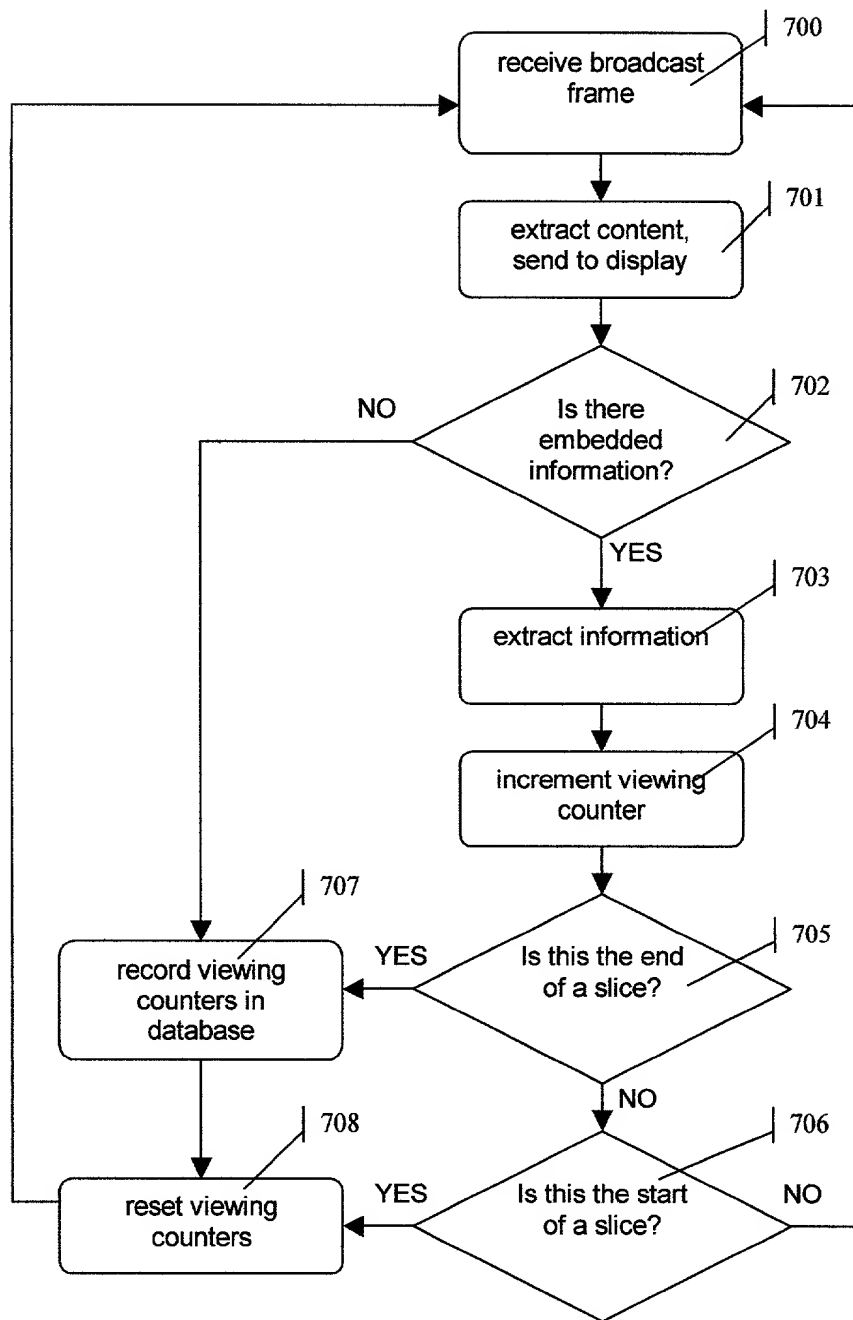 700
receive broadcast
frame
701
extract content,
send to display
702
NO
Is there
embedded
information?
YES
703
extract information
704
increment viewing
counter
707
705
YES
Is this the end
of a slice?
record viewing
counters in
database
NO
708
706
YES
Is this the start
of a slice?
NO
reset viewing
counters